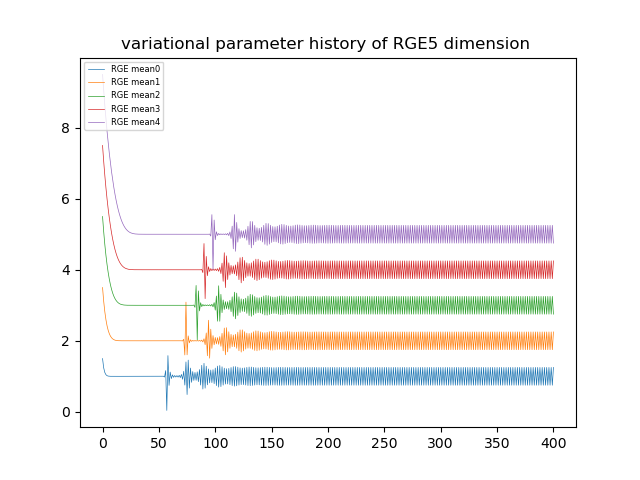 variational parameter history of RGE5 dimension
RGE mean0
RGE mean1
RGE mean2
RGE mean3
RGE mean4
8
6
4
2
0
0 50 100 150 200 250 300 350 400